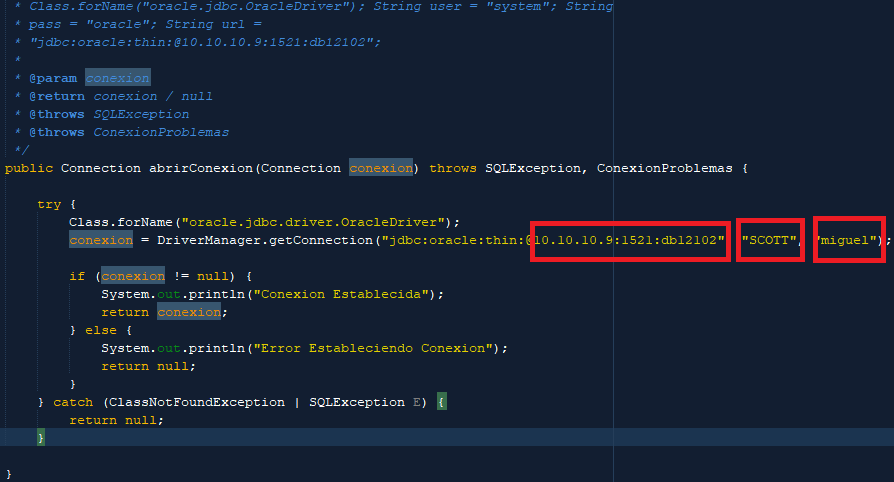 * Class.forName("oracle.jdbc.OracleDriver"); String user = "system"; String
* pass = "oracle"; String url =
* "jdbc:oracle:thin:@10.10.10.9:1521:db12102";
*
* @param conexion
* @return conexion / null
* @throws SQLException
* @throws ConexionProblemas
*/
public Connection abrirConexion(Connection conexion) throws SQLException, ConexionProblemas {
try {
Class.forName("oracle.jdbc.driver.OracleDriver");
conexion = DriverManager.getConnection("jdbc:oracle:thin:@10.10.10.9:1521:db12102", "SCOTT", "miguel");
if (conexion != null) {
System.out.println("Conexion Establecida");
return conexion;
} else {
System.out.println("Error Estableciendo Conexion");
return null;
}
} catch (ClassNotFoundException | SQLException E) {
return null;
}
}